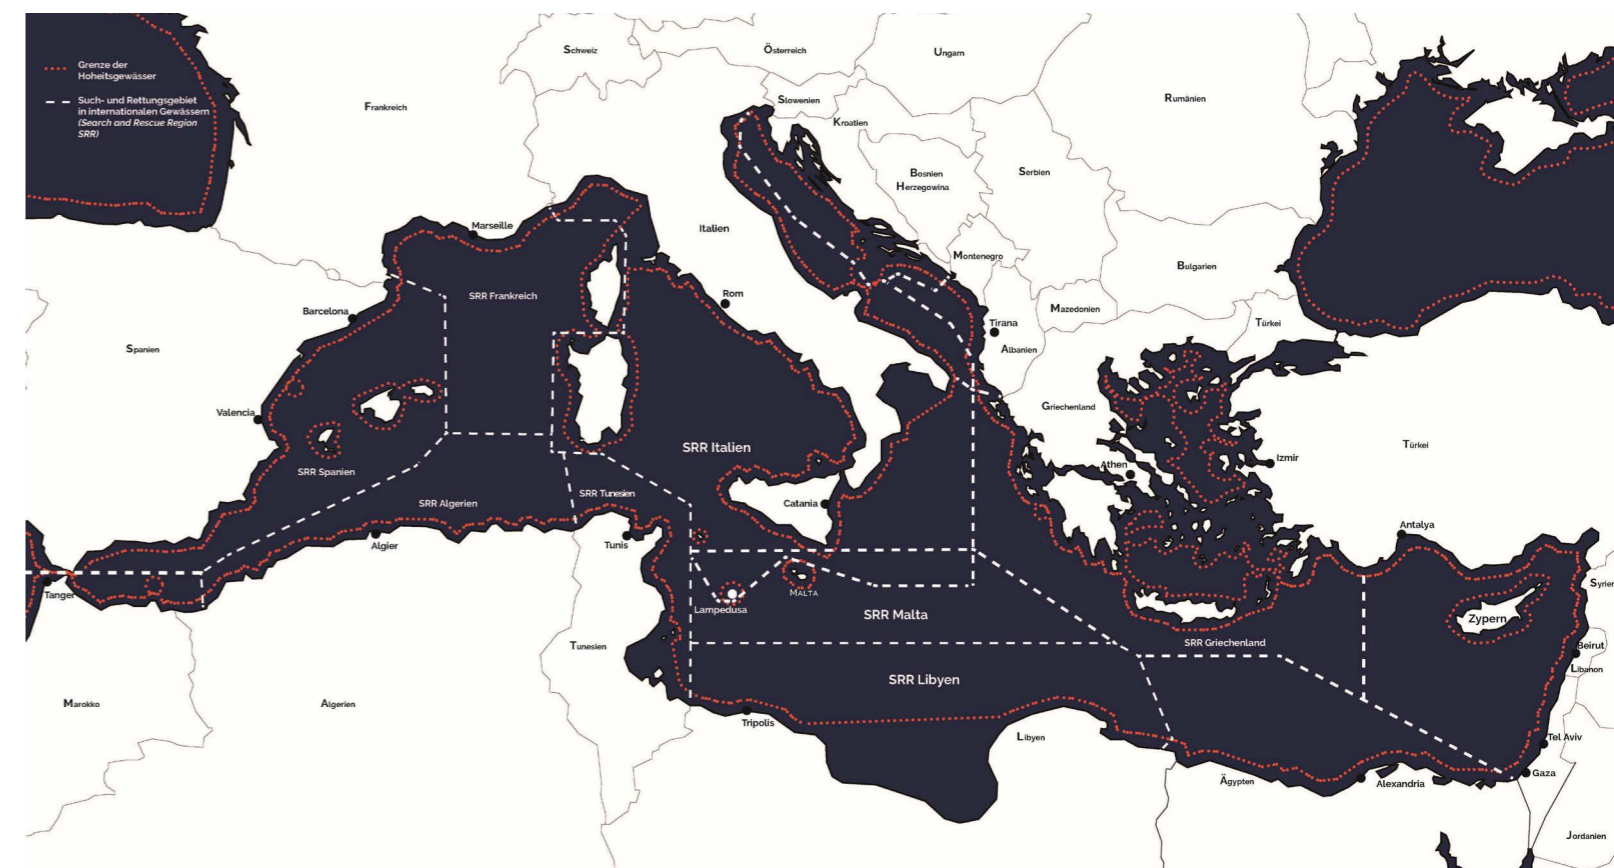 Grenze der
Hoheitsgewässer
Such- und Rettungsgebiet
in internationalen Gewässern
(Search and Rescue Region
SRR)
Schweiz
Österreich
Ungarn
Frankreich
Slowenien
Kroatien
Rumänien
Bosnien
Herzegowina
Serbien
Marseille
Italien
Montenegro
Bulgarien
SRR Frankreich
Rom
Barcelona
Mazedonien
Tirana
Türkei
Spanien
Albanien
Valencia
Griechenland
SRR Italien
Türkei
Izmir
Athen
SRR Spanien
SRR Algerien
SRR Tunesien
Catania
Antalya
Algier
Tunis
Tanger
Syrien
MALTA
Lampedusa
SRR Malta
Zypern
SRR Griechenland
Tunesien
Beirut
Libanon
SRR Libyen
Marokko
Algerien
Tripolis
Libyen
Tel Aviv
Gaza
Ägypten
Alexandria
Jordanien